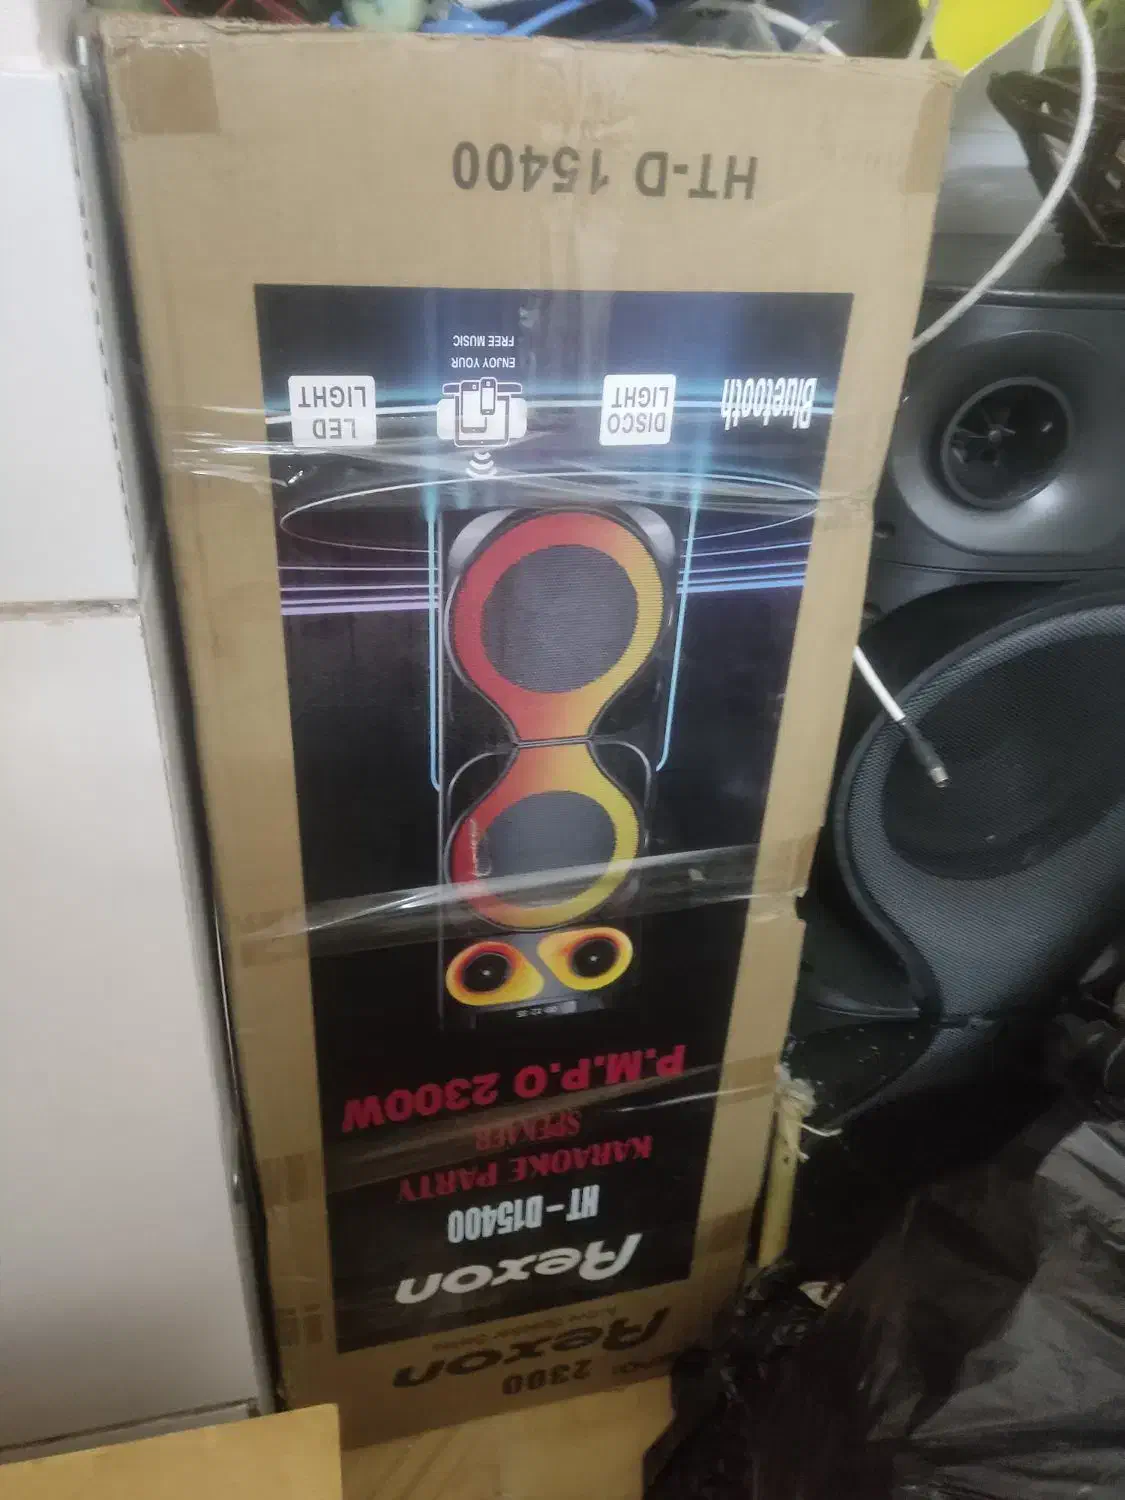 Rexon
HT-D15400
KARAOKE PARTY
SPEKAER
P.M.P.O 2300W
Bluetooth
DISCO
LIGHT
ENJOY YOUR
FREE MUSIC
LED
LIGHT
HT-D 15400
2300
Rexon